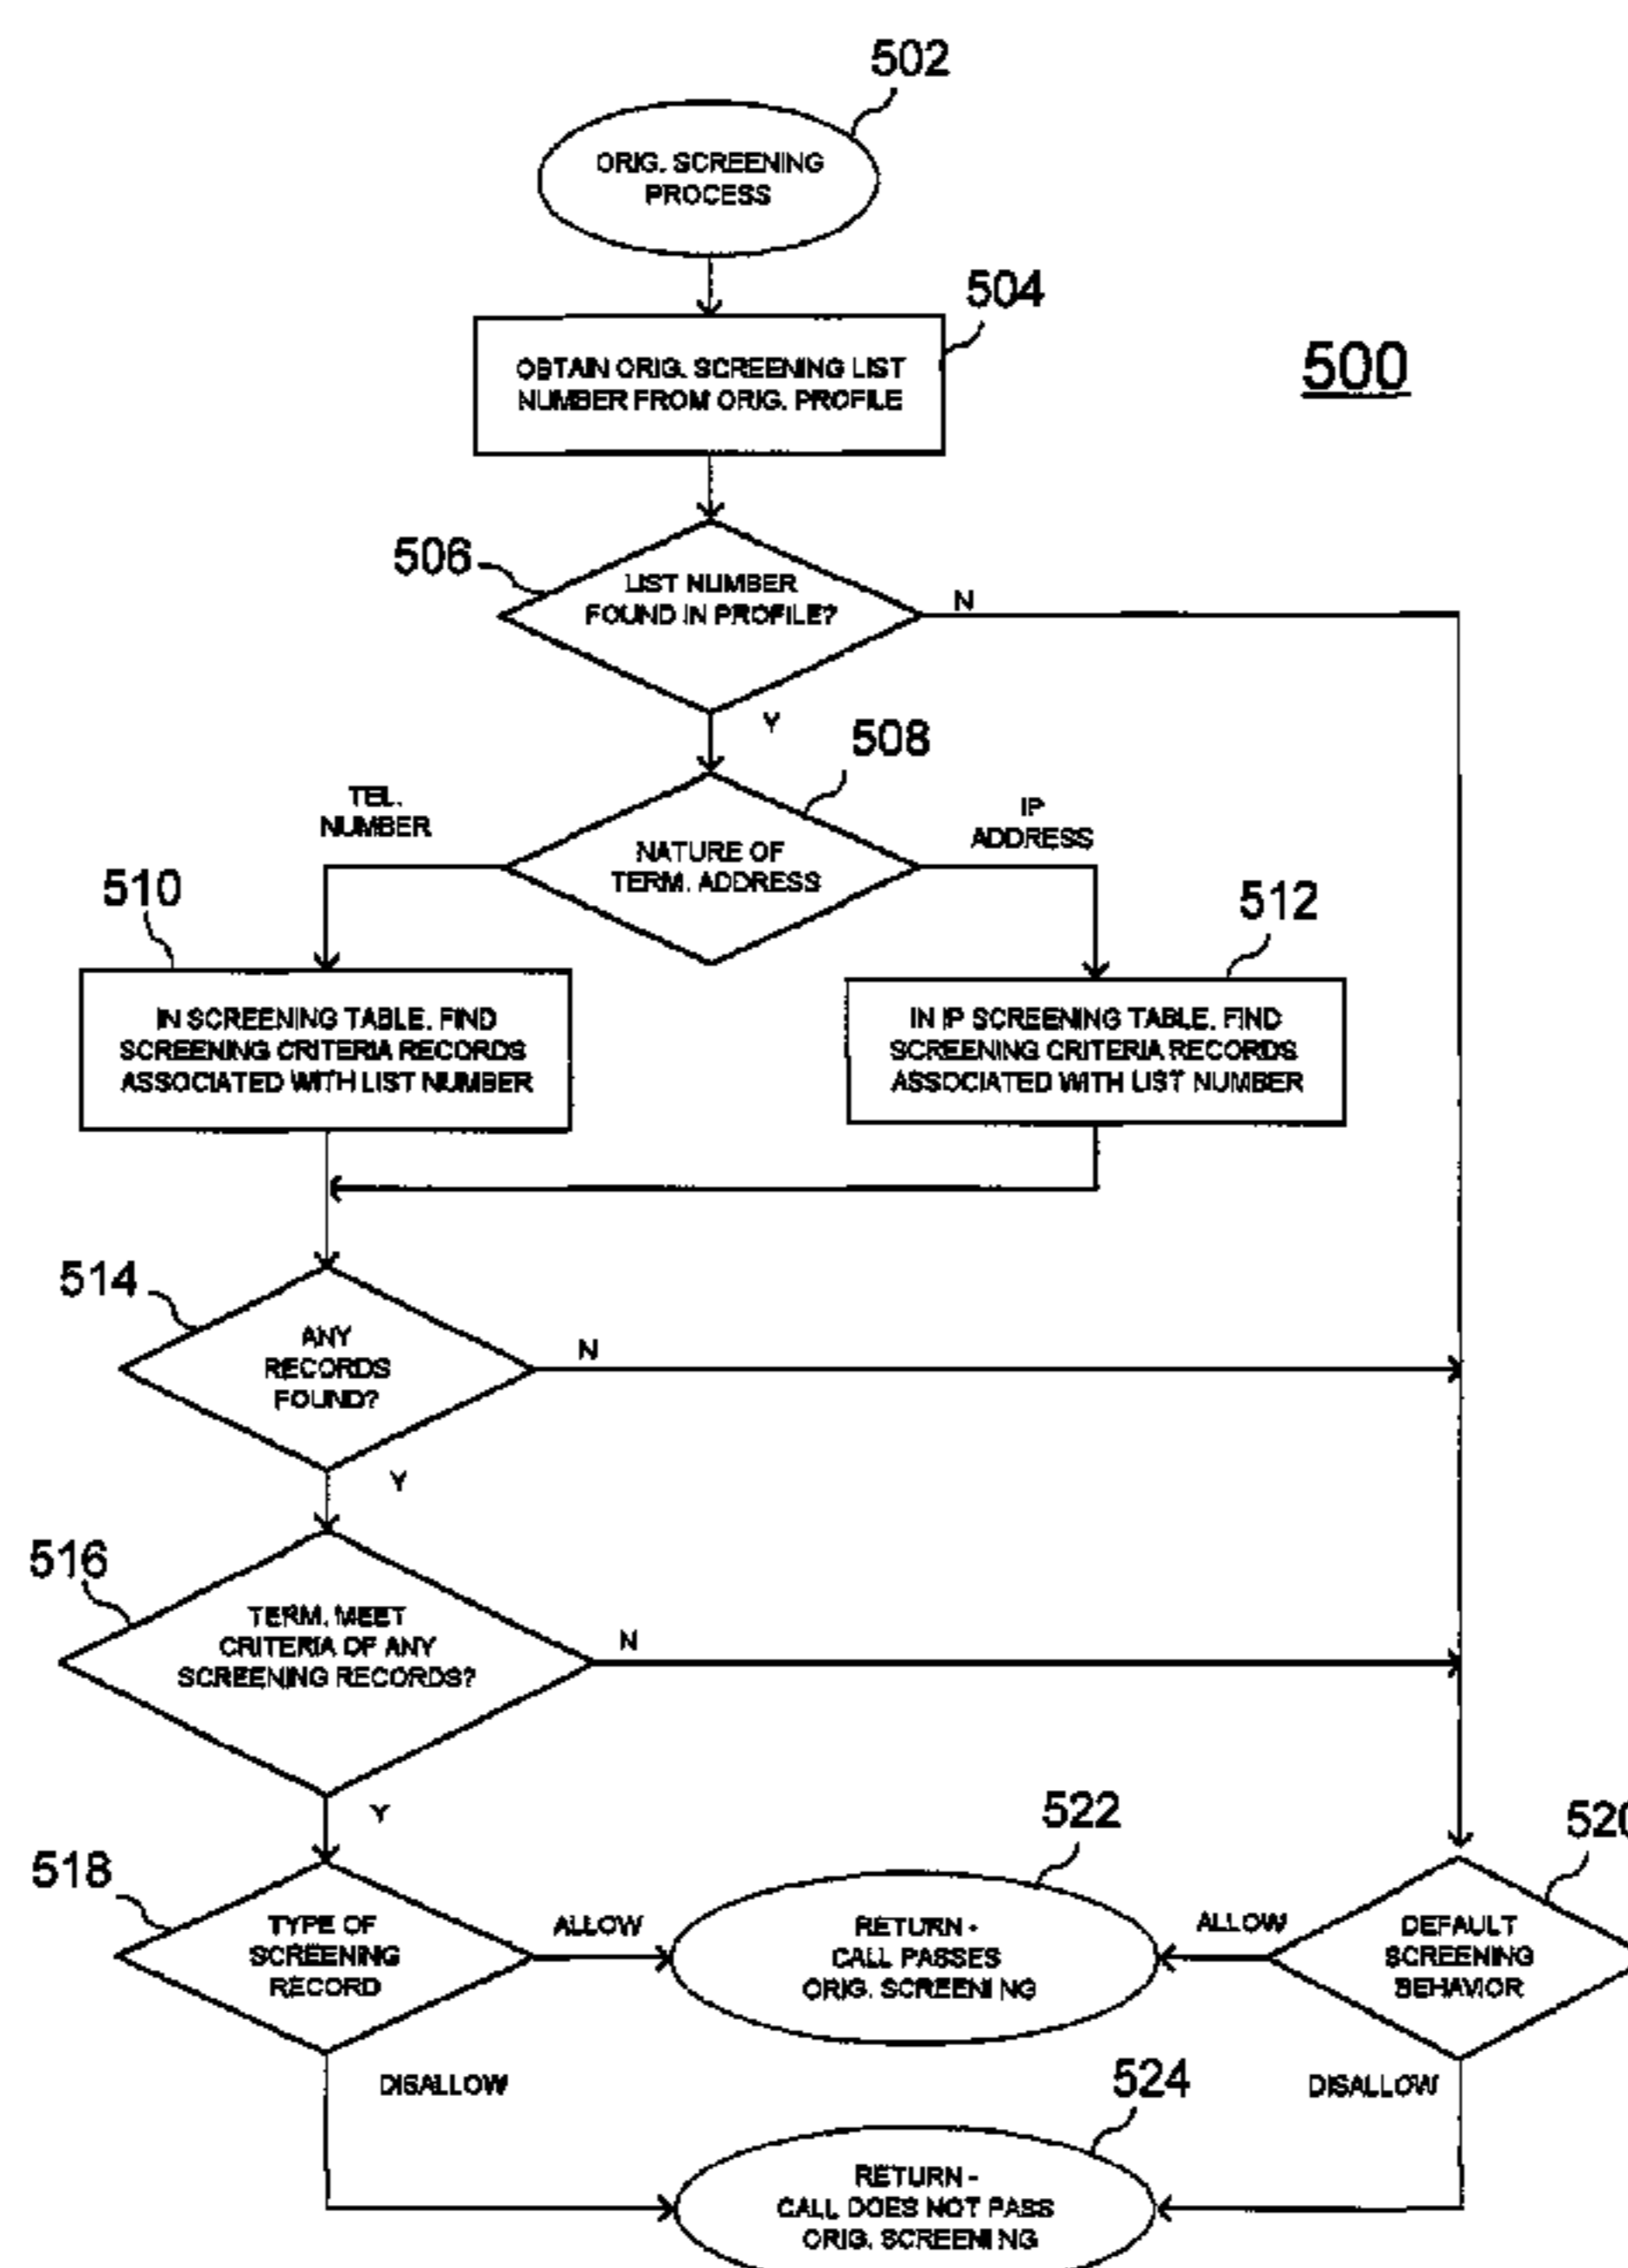 502
ORIG. SCREENING
PROCESS
504
OBTAIN ORIG. SCREENING LIST
NUMBER FROM ORIG. PROFILE
500
506
LIST NUMBER
FOUND IN PROFILE?
N
Y
508
TEL.
NUMBER
IP
ADDRESS
NATURE OF
TERM. ADDRESS
510
512
IN SCREENING TABLE, FIND
SCREENING CRITERIA RECORDS
ASSOCIATED WITH LIST NUMBER
IN IP SCREENING TABLE, FIND
SCREENING CRITERIA RECORDS
ASSOCIATED WITH LIST NUMBER
514
ANY
RECORDS
FOUND?
N
Y
516
TERM. MEET
CRITERIA OF ANY
SCREENING RECORDS?
N
Y
518
TYPE OF
SCREENING
RECORD
ALLOW
522
RETURN -
CALL PASSES
ORIG. SCREENING
ALLOW
520
DEFAULT
SCREENING
BEHAVIOR
DISALLOW
524
DISALLOW
RETURN -
CALL DOES NOT PASS
ORIG. SCREENING